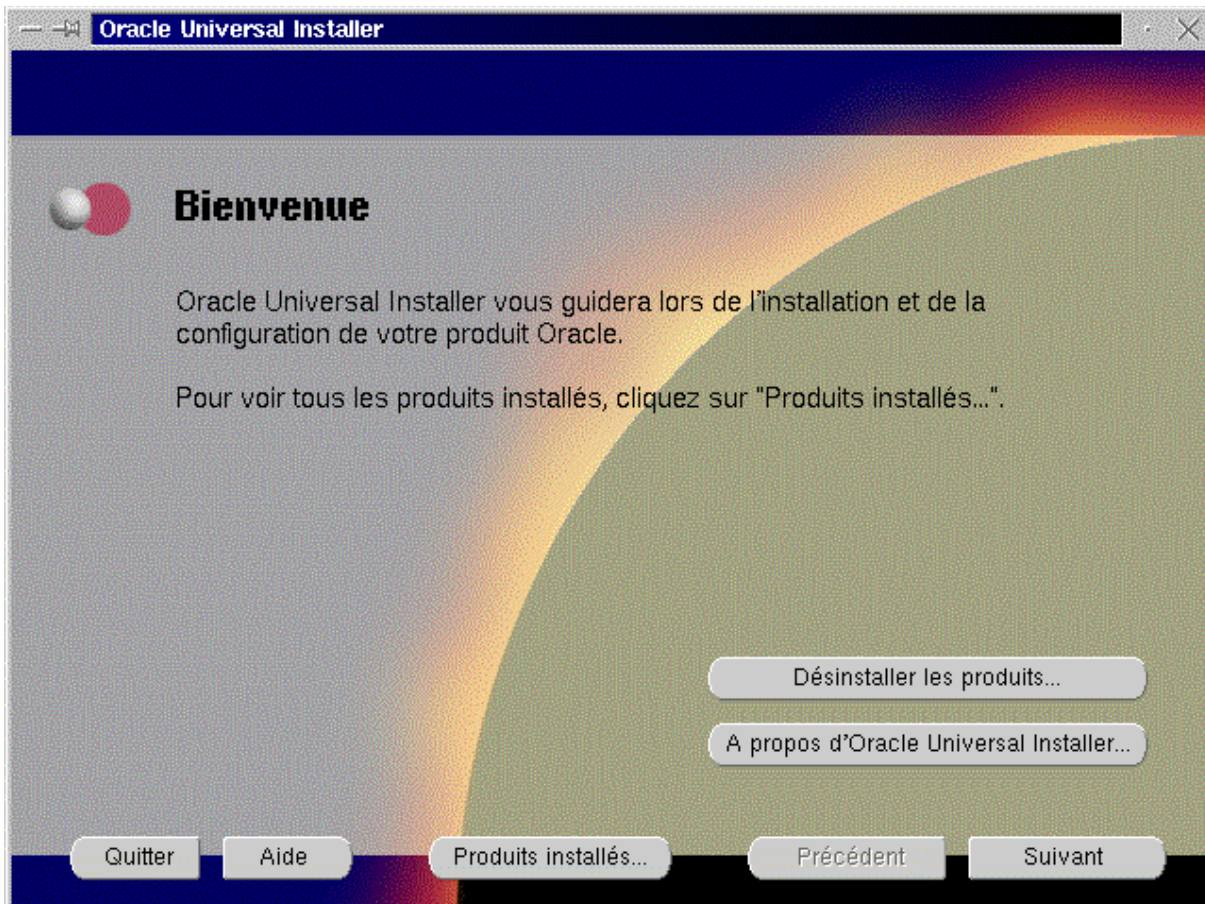 Oracle Universal Installer
Bienvenue
Oracle Universal Installer vous guidera lors de l'installation et de la
configuration de votre produit Oracle.
Pour voir tous les produits installés, cliquez sur "Produits installés...".
Désinstaller les produits...
A propos d'Oracle Universal Installer...
Quitter
Aide
Produits installés...
Précédent
Suivant